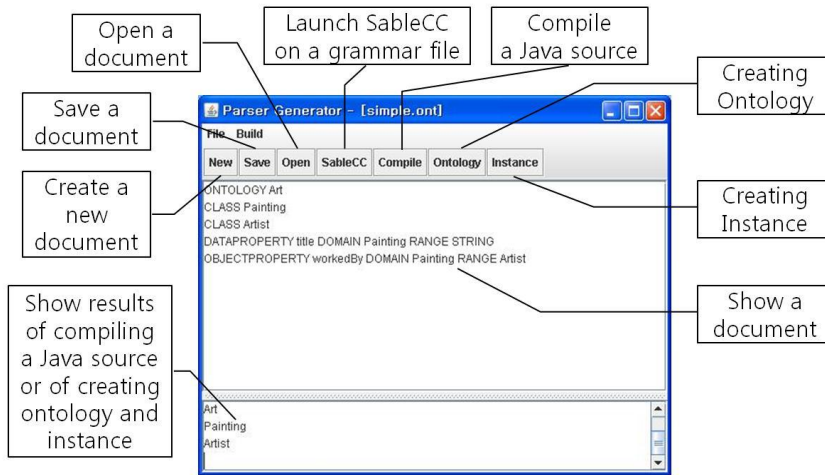 Open a
document
Launch SableCC
on a grammar file
Compile
a Java source
Creating
Ontology
Save a
document
Parser Generator - [simple.ont]
File Build
New Save Open SableCC Compile Ontology Instance
Create a
new
document
Creating
Instance
ONTOLOGY Art
CLASS Painting
CLASS Artist
DATAPROPERTY title DOMAIN Painting RANGE STRING
OBJECTPROPERTY workedBy DOMAIN Painting RANGE Artist
Show a
document
Show results
of compiling
a Java source
or of creating
ontology and
instance
Art
Painting
Artist